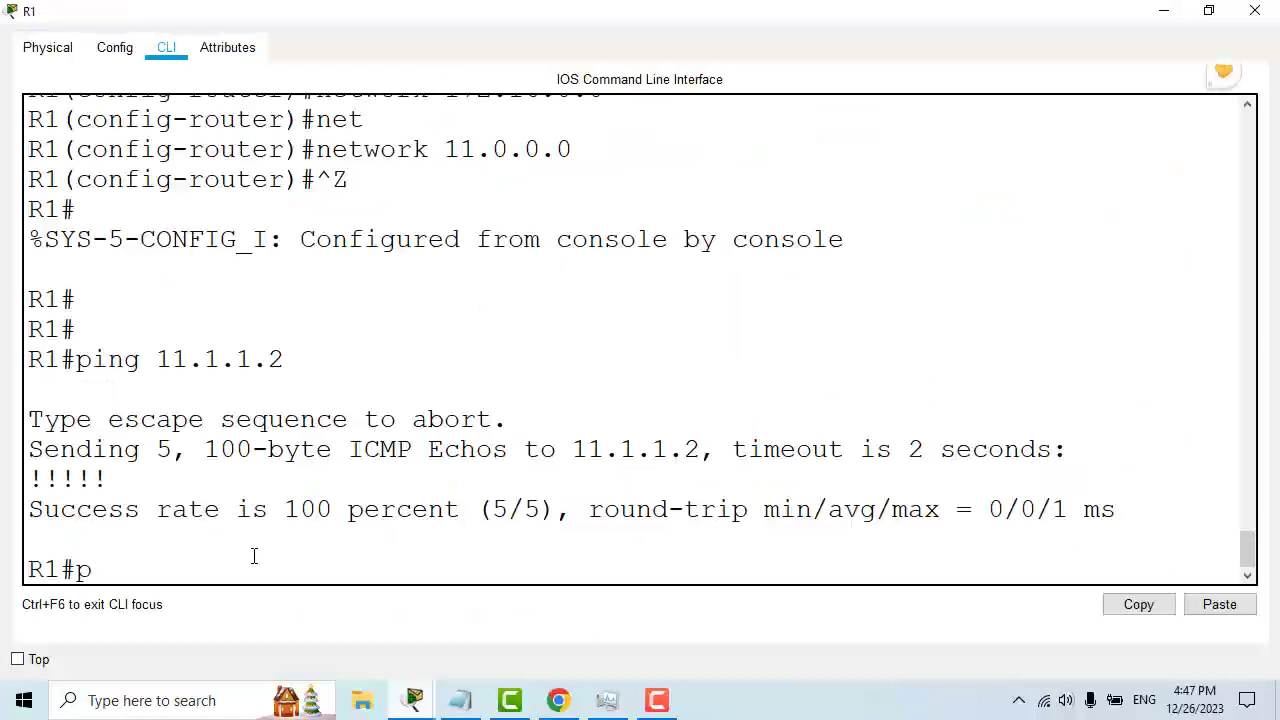 R1
Physical
Config
CLI
Attributes
IOS Command Line Interface
R1(config-router)#net
R1(config-router)#network 11.0.0.0
R1(config-router)#^Z
R1#
%SYS-5-CONFIG_I: Configured from console by console
R1#
R1#
R1#ping 11.1.1.2
Type escape sequence to abort.
Sending 5, 100-byte ICMP Echos to 11.1.1.2, timeout is 2 seconds:
!!!!!
Success rate is 100 percent (5/5), round-trip min/avg/max = 0/0/1 ms
R1#p
Ctrl+F6 to exit CLI focus
Copy
Paste
Top
Type here to search
ENG
4:47 PM
12/26/2023